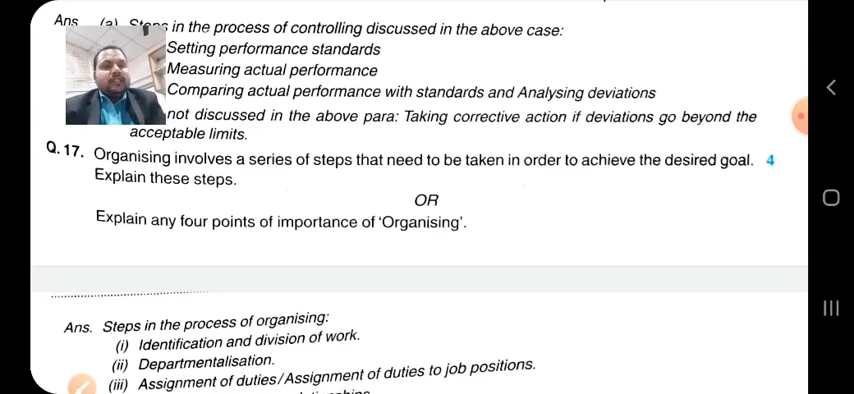 Ans. (a) Steps in the process of controlling discussed in the above case:
Setting performance standards
Measuring actual performance
Comparing actual performance with standards and Analysing deviations
not discussed in the above para: Taking corrective action if deviations go beyond the
acceptable limits.
Q. 17. Organising involves a series of steps that need to be taken in order to achieve the desired goal. 4
Explain these steps.
OR
Explain any four points of importance of ‘Organising’.
Ans. Steps in the process of organising:
(i) Identification and division of work.
(ii) Departmentalisation.
(iii) Assignment of duties/Assignment of duties to job positions.